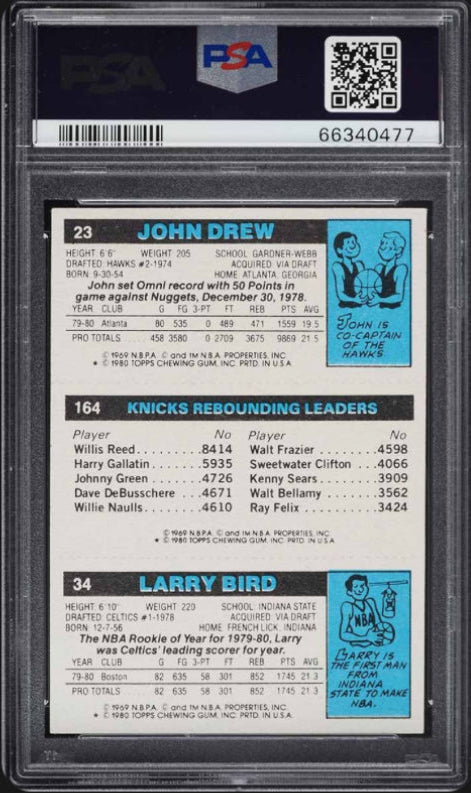 PSA
PSA
66340477
23 JOHN DREW
HEIGHT 6'6" WEIGHT 205 SCHOOL GARDNER-WEBB
DRAFTED HAWKS #2-1974 ACQUIRED VIA DRAFT
BORN 9-30-54 HOME ATLANTA, GEORGIA
John set Omni record with 50 Points in
game against Nuggets, December 30, 1978.
YEAR CLUB G FG 3-PT FT REB PTS AVG
79-80 Atlanta 80 535 0 489 471 1559 19.5
PRO TOTALS..... 458 3580 0 2709 3675 9869 21.5
© 1969 N.B.P.A. © and TM N.B.A. PROPERTIES, INC.
★ © 1980 TOPPS CHEWING GUM, INC. PRTD. IN U.S.A.
JOHN IS
CO-CAPTAIN
OF THE
HAWKS.
164 KNICKS REBOUNDING LEADERS
Player No Player No
Willis Reed.........8414 Walt Frazier ........4598
Harry Gallatin ......5935 Sweetwater Clifton ...4066
Johnny Green .......4726 Kenny Sears........3909
Dave DeBusschere ...4671 Walt Bellamy .......3562
Willie Naulls........4610 Ray Felix ..........3424
© 1969 N.B.P.A. © and TM N.B.A. PROPERTIES, INC.
★ © 1980 TOPPS CHEWING GUM, INC. PRTD. IN U.S.A.
34 LARRY BIRD
HEIGHT 6'10" WEIGHT 220 SCHOOL INDIANA STATE
DRAFTED CELTICS #1-1978 ACQUIRED VIA DRAFT
BORN 12-7-56 HOME FRENCH LICK, INDIANA
The NBA Rookie of Year for 1979-80, Larry
was Celtics' leading scorer for year.
YEAR CLUB G FG 3-PT FT REB PTS AVG
79-80 Boston 82 635 58 301 852 1745 21.3
PRO TOTALS 82 635 58 301 852 1745 21.3
© 1969 N.B.P.A. © and TM N.B.A. PROPERTIES, INC.
★ © 1980 TOPPS CHEWING GUM, INC. PRTD. IN U.S.A.
NBA
LARRY IS
THE FIRST MAN
FROM
INDIANA
STATE TO MAKE
NBA.